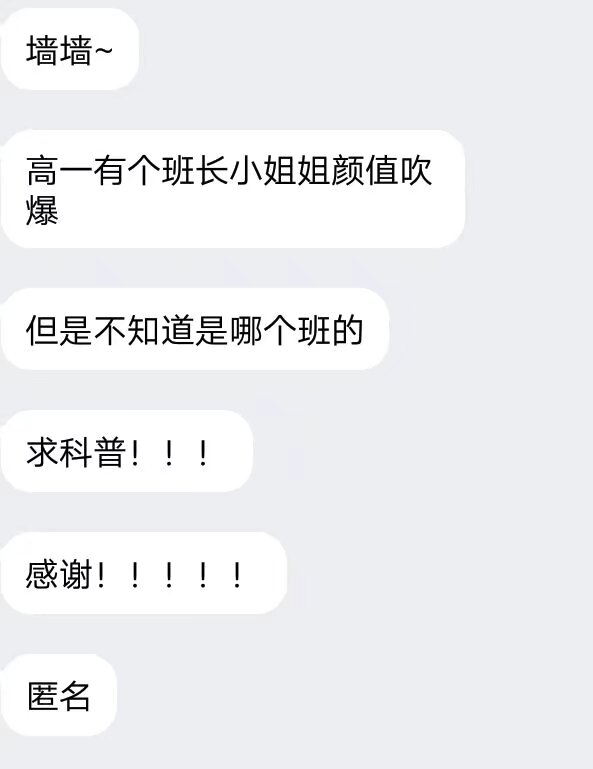 墙墙~
高一有个班长小姐姐颜值吹
爆
但是不知道是哪个班的
求科普！！！
感谢！！！！！
匿名